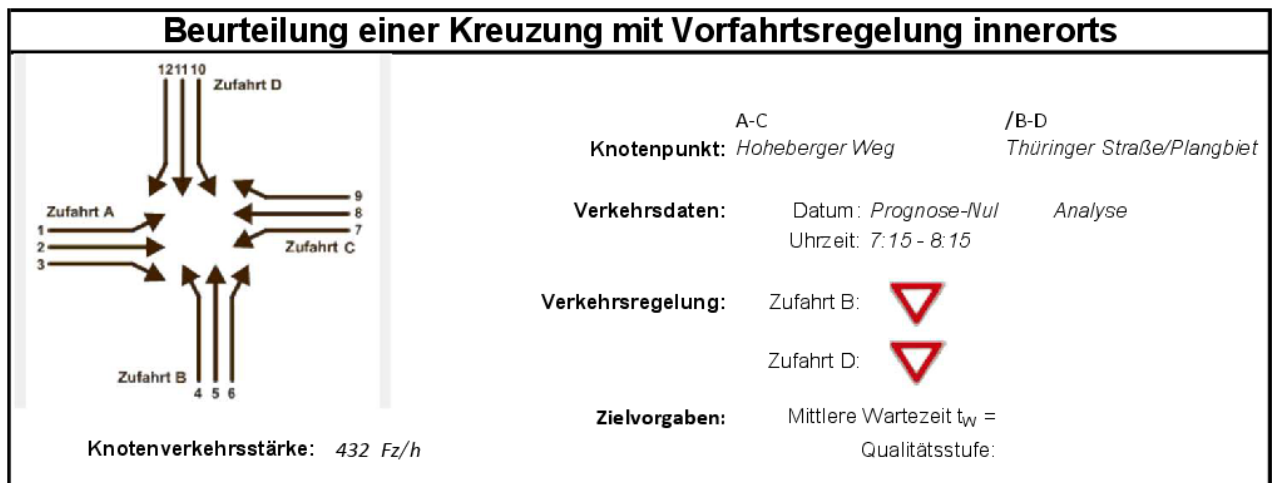 Beurteilung einer Kreuzung mit Vorfahrtsregelung innerorts
12 11 10
Zufahrt D
Zufahrt A
1
2
3
9
8
7
Zufahrt C
Zufahrt B
4 5 6
Knotenverkehrsstärke: 432 Fz/h
A-C /B-D
Knotenpunkt: Hoheberger Weg Thüringer Straße/Plangbiet
Verkehrsdaten: Datum: Prognose-Nul Analyse
Uhrzeit: 7:15 - 8:15
Verkehrsregelung: Zufahrt B:
Zufahrt D:
Zielvorgaben: Mittlere Wartezeit tW =
Qualitätsstufe: